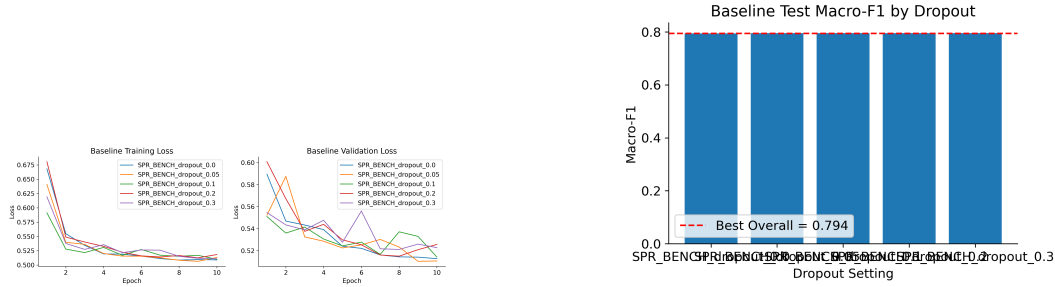 Baseline Training Loss
Loss
0.675
0.650
0.625
0.600
0.575
0.550
0.525
0.500
SPR_BENCH_dropout_0.0
SPR_BENCH_dropout_0.05
SPR_BENCH_dropout_0.1
SPR_BENCH_dropout_0.2
SPR_BENCH_dropout_0.3
2 4 6 8 10
Epoch
Baseline Validation Loss
Loss
0.60
0.58
0.56
0.54
0.52
SPR_BENCH_dropout_0.0
SPR_BENCH_dropout_0.05
SPR_BENCH_dropout_0.1
SPR_BENCH_dropout_0.2
SPR_BENCH_dropout_0.3
2 4 6 8 10
Epoch
Baseline Test Macro-F1 by Dropout
Macro-F1
0.8
0.6
0.4
0.2
0.0
Best Overall = 0.794
Dropout Setting